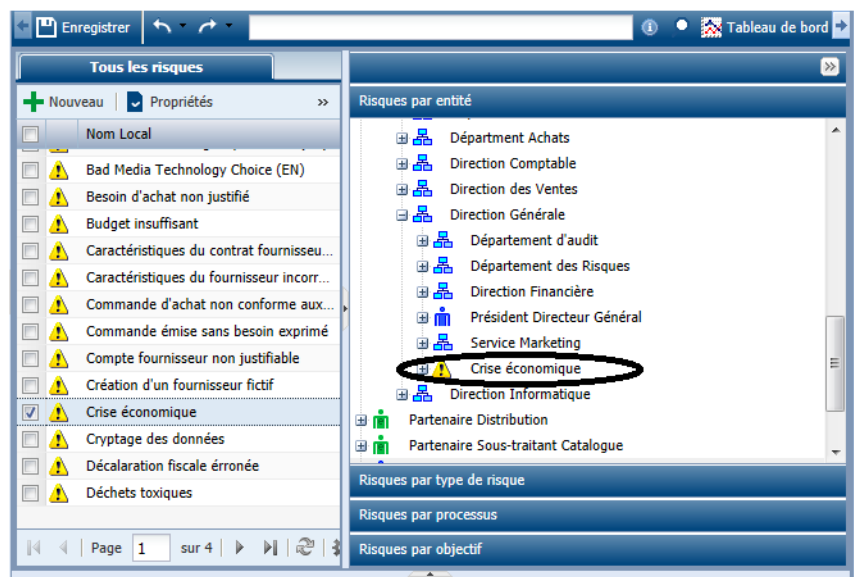 Enregistrer
Tableau de bord
Tous les risques
Nouveau
Propriétés
»
Nom Local
Bad Media Technology Choice (EN)
Besoin d'achat non justifié
Budget insuffisant
Caractéristiques du contrat fournisseu...
Caractéristiques du fournisseur incorr...
Commande d'achat non conforme aux...
Commande émise sans besoin exprimé
Compte fournisseur non justifiable
Création d'un fournisseur fictif
Crise économique
Cryptage des données
Décalaration fiscale érronée
Déchets toxiques
Page 1 sur 4
»
Risques par entité
Départment Achats
Direction Comptable
Direction des Ventes
Direction Générale
Département d'audit
Département des Risques
Direction Financière
Président Directeur Général
Service Marketing
Crise économique
Direction Informatique
Partenaire Distribution
Partenaire Sous-traitant Catalogue
Risques par type de risque
Risques par processus
Risques par objectif